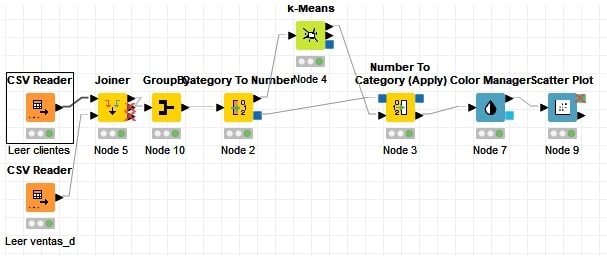 k-Means
Node 4
CSV Reader
Leer clientes
Joiner
Node 5
GroupBy
Node 10
Category To Number
Node 2
Number To
Category (Apply)
Node 3
Color Manager
Node 7
Scatter Plot
Node 9
CSV Reader
Leer ventas_d